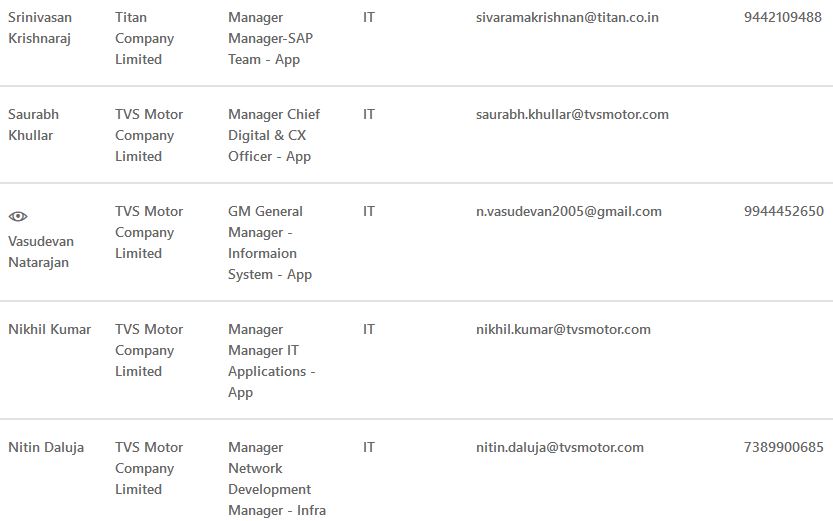 Srinivasan Titan Manager IT sivaramakrishnan@titan.co.in 9442109488
Krishnaraj Company Manager-SAP
Limited Team - App
Saurabh TVS Motor Manager Chief IT saurabh.khullar@tvsmotor.com
Khullar Company Digital & CX
Limited Officer - App
TVS Motor GM General IT n.vasudevan2005@gmail.com 9944452650
Vasudevan Company Manager -
Natarajan Limited Informaion
System - App
Nikhil Kumar TVS Motor Manager IT nikhil.kumar@tvsmotor.com
Company Manager IT
Limited Applications -
App
Nitin Daluja TVS Motor Manager IT nitin.daluja@tvsmotor.com 7389900685
Company Network
Limited Development
Manager - Infra